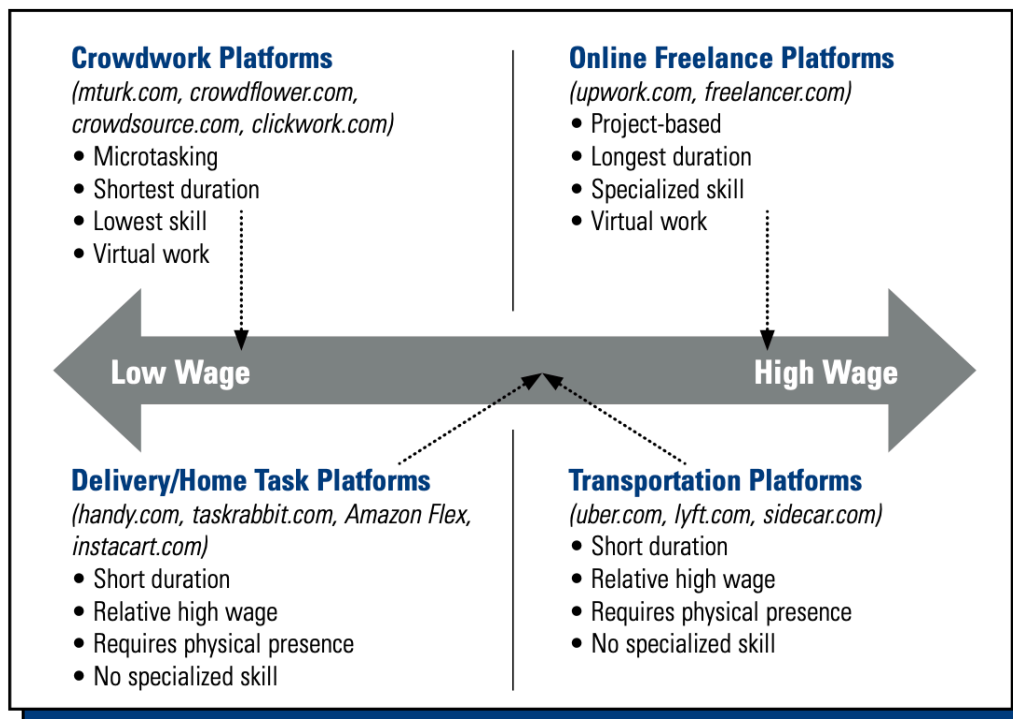 Crowdwork Platforms
(mturk.com, crowdflower.com,
crowdsource.com, clickwork.com)
• Microtasking
• Shortest duration
• Lowest skill
• Virtual work
Online Freelance Platforms
(upwork.com, freelancer.com)
• Project-based
• Longest duration
• Specialized skill
• Virtual work
Low Wage
High Wage
Delivery/Home Task Platforms
(handy.com, taskrabbit.com, Amazon Flex,
instacart.com)
• Short duration
• Relative high wage
• Requires physical presence
• No specialized skill
Transportation Platforms
(uber.com, lyft.com, sidecar.com)
• Short duration
• Relative high wage
• Requires physical presence
• No specialized skill